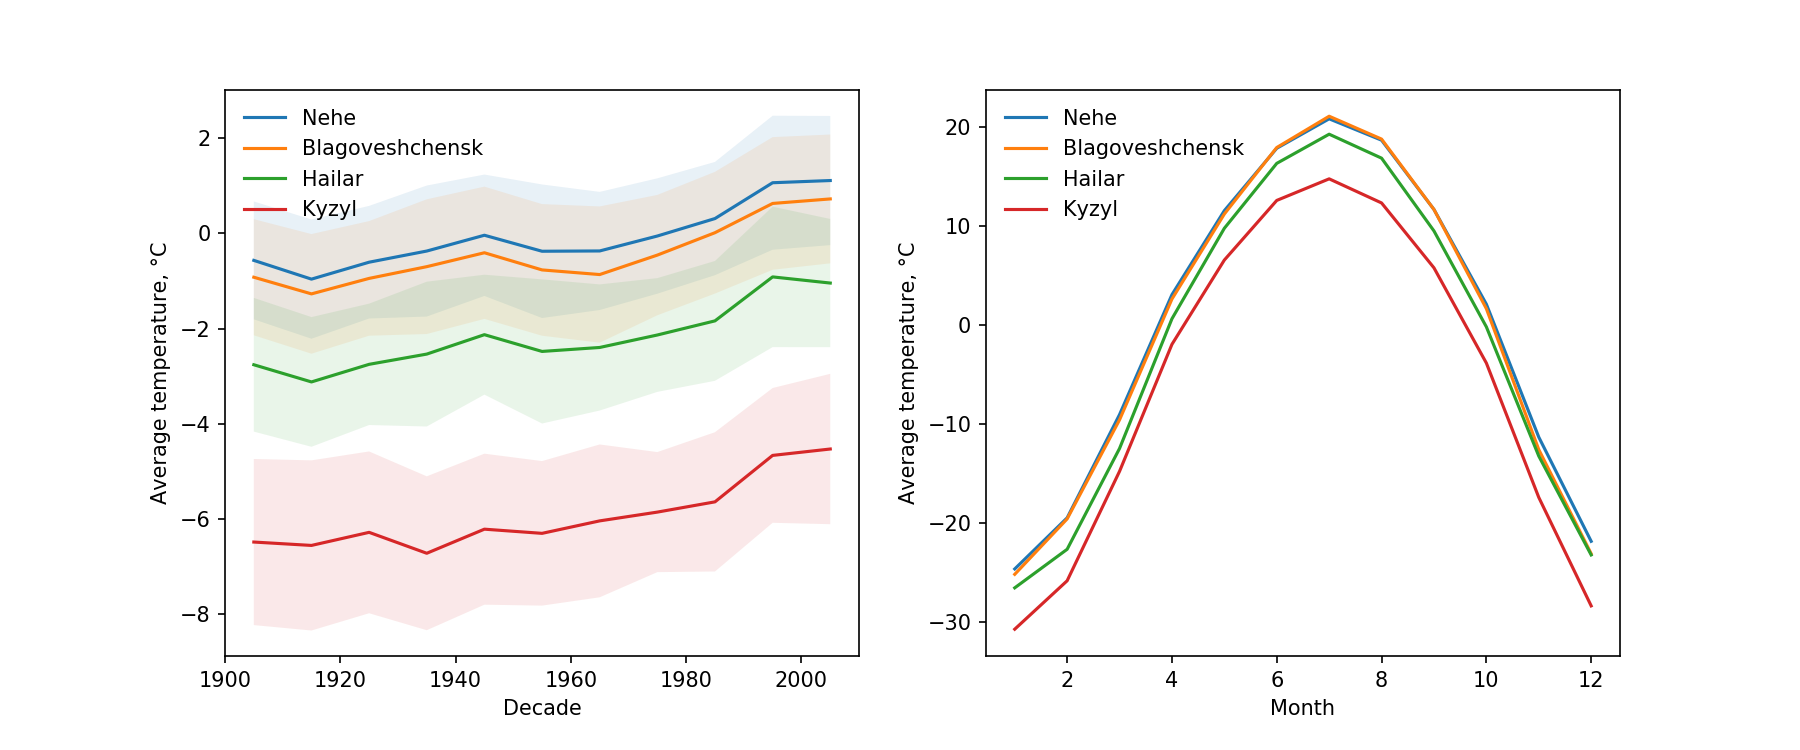 Nehe
Blagoveshchensk
Hailar
Kyzyl
2
0
−2
−4
−6
−8
Average temperature, °C
1900 1920 1940 1960 1980 2000
Decade
Nehe
Blagoveshchensk
Hailar
Kyzyl
20
10
0
−10
−20
−30
Average temperature, °C
2 4 6 8 10 12
Month